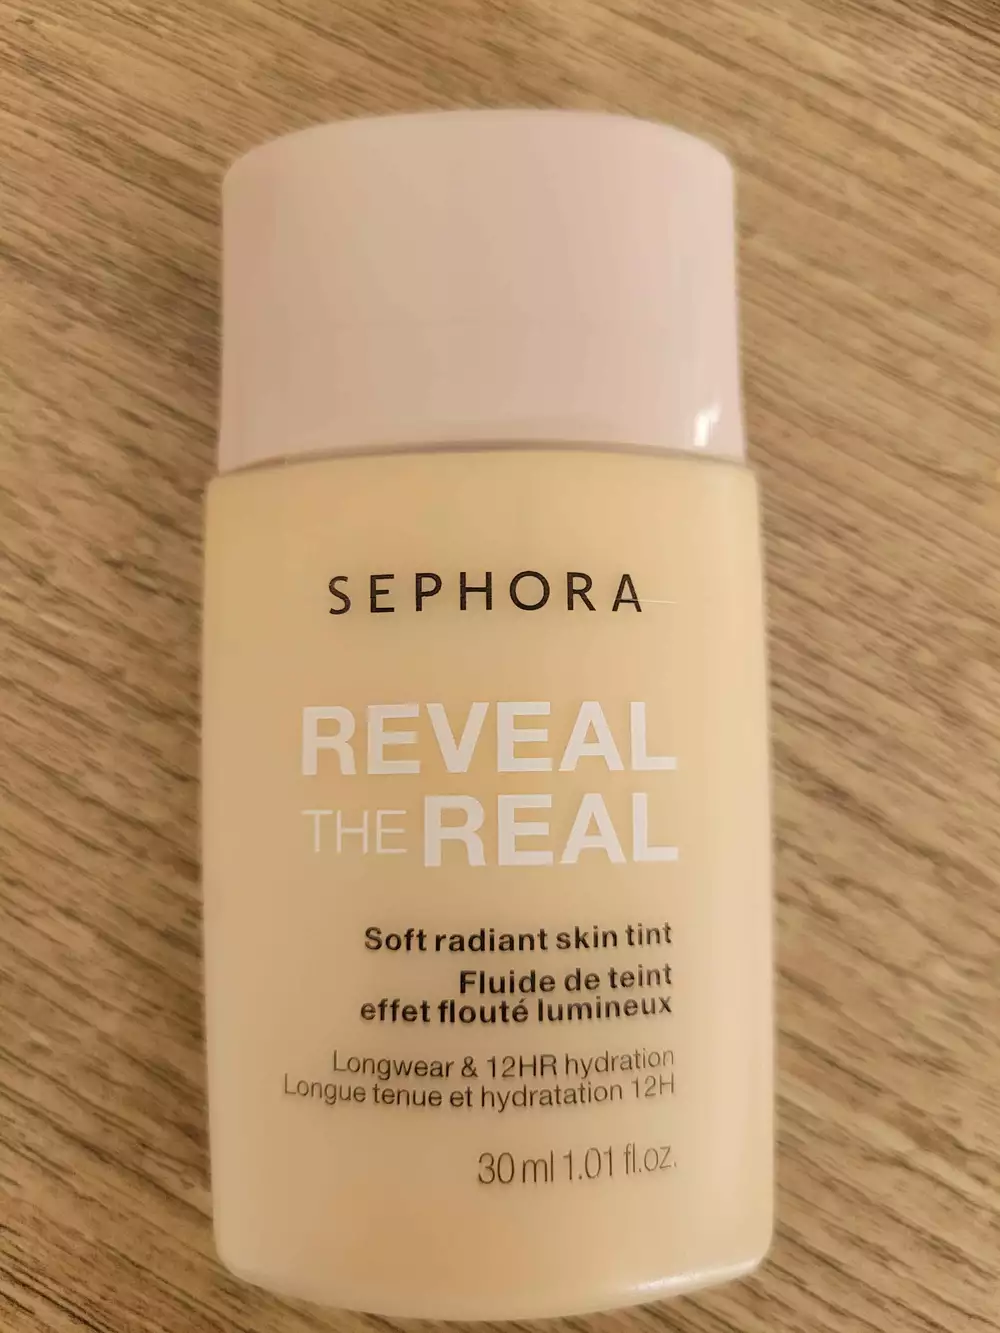 SEPHORA
REVEAL
THE REAL
Soft radiant skin tint
Fluide de teint
effet flouté lumineux
Longwear & 12HR hydration
Longue tenue et hydratation 12H
30 ml 1.01 fl.oz.